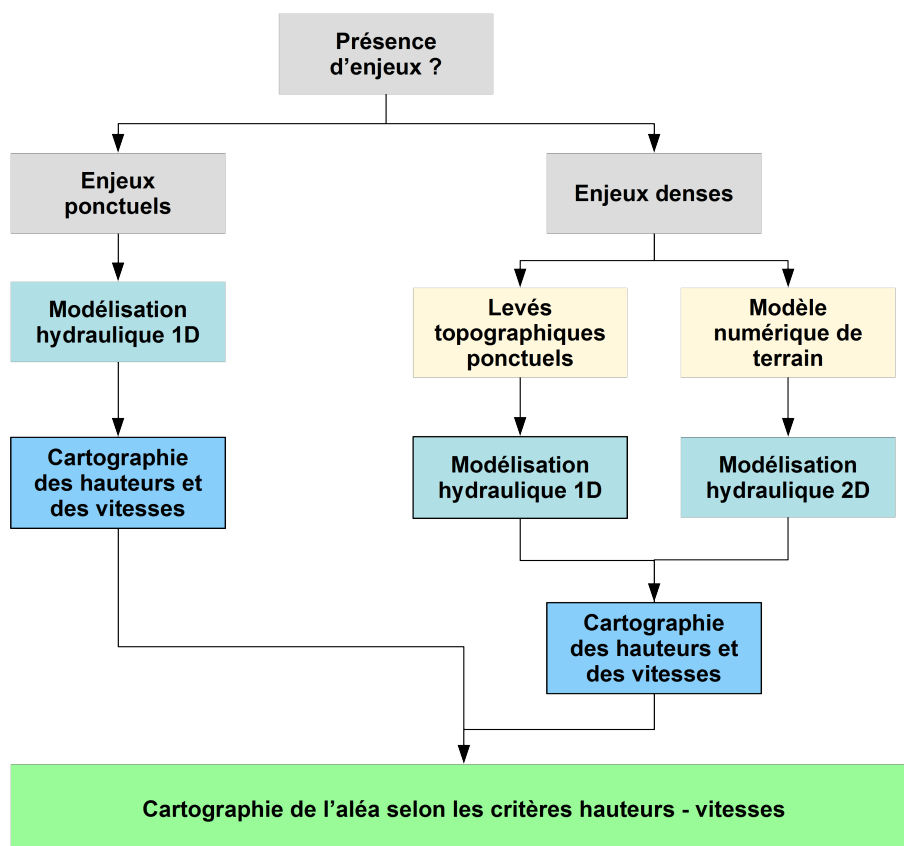 Présence
d’enjeux ?
Enjeux
ponctuels
Enjeux denses
Modélisation
hydraulique 1D
Levés
topographiques
ponctuels
Modèle
numérique de
terrain
Cartographie
des hauteurs et
des vitesses
Modélisation
hydraulique 1D
Modélisation
hydraulique 2D
Cartographie
des hauteurs et
des vitesses
Cartographie de l’aléa selon les critères hauteurs - vitesses